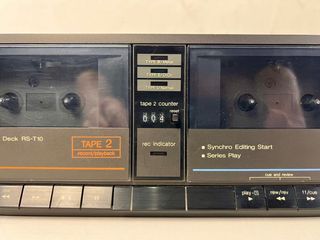 tape 2 counter
reset
004
Deck RS-T10
TAPE 2
record/playback
rec indicator
• Synchro Editing Start
• Series Play
cue and review
play
rew/rev
ff/cue